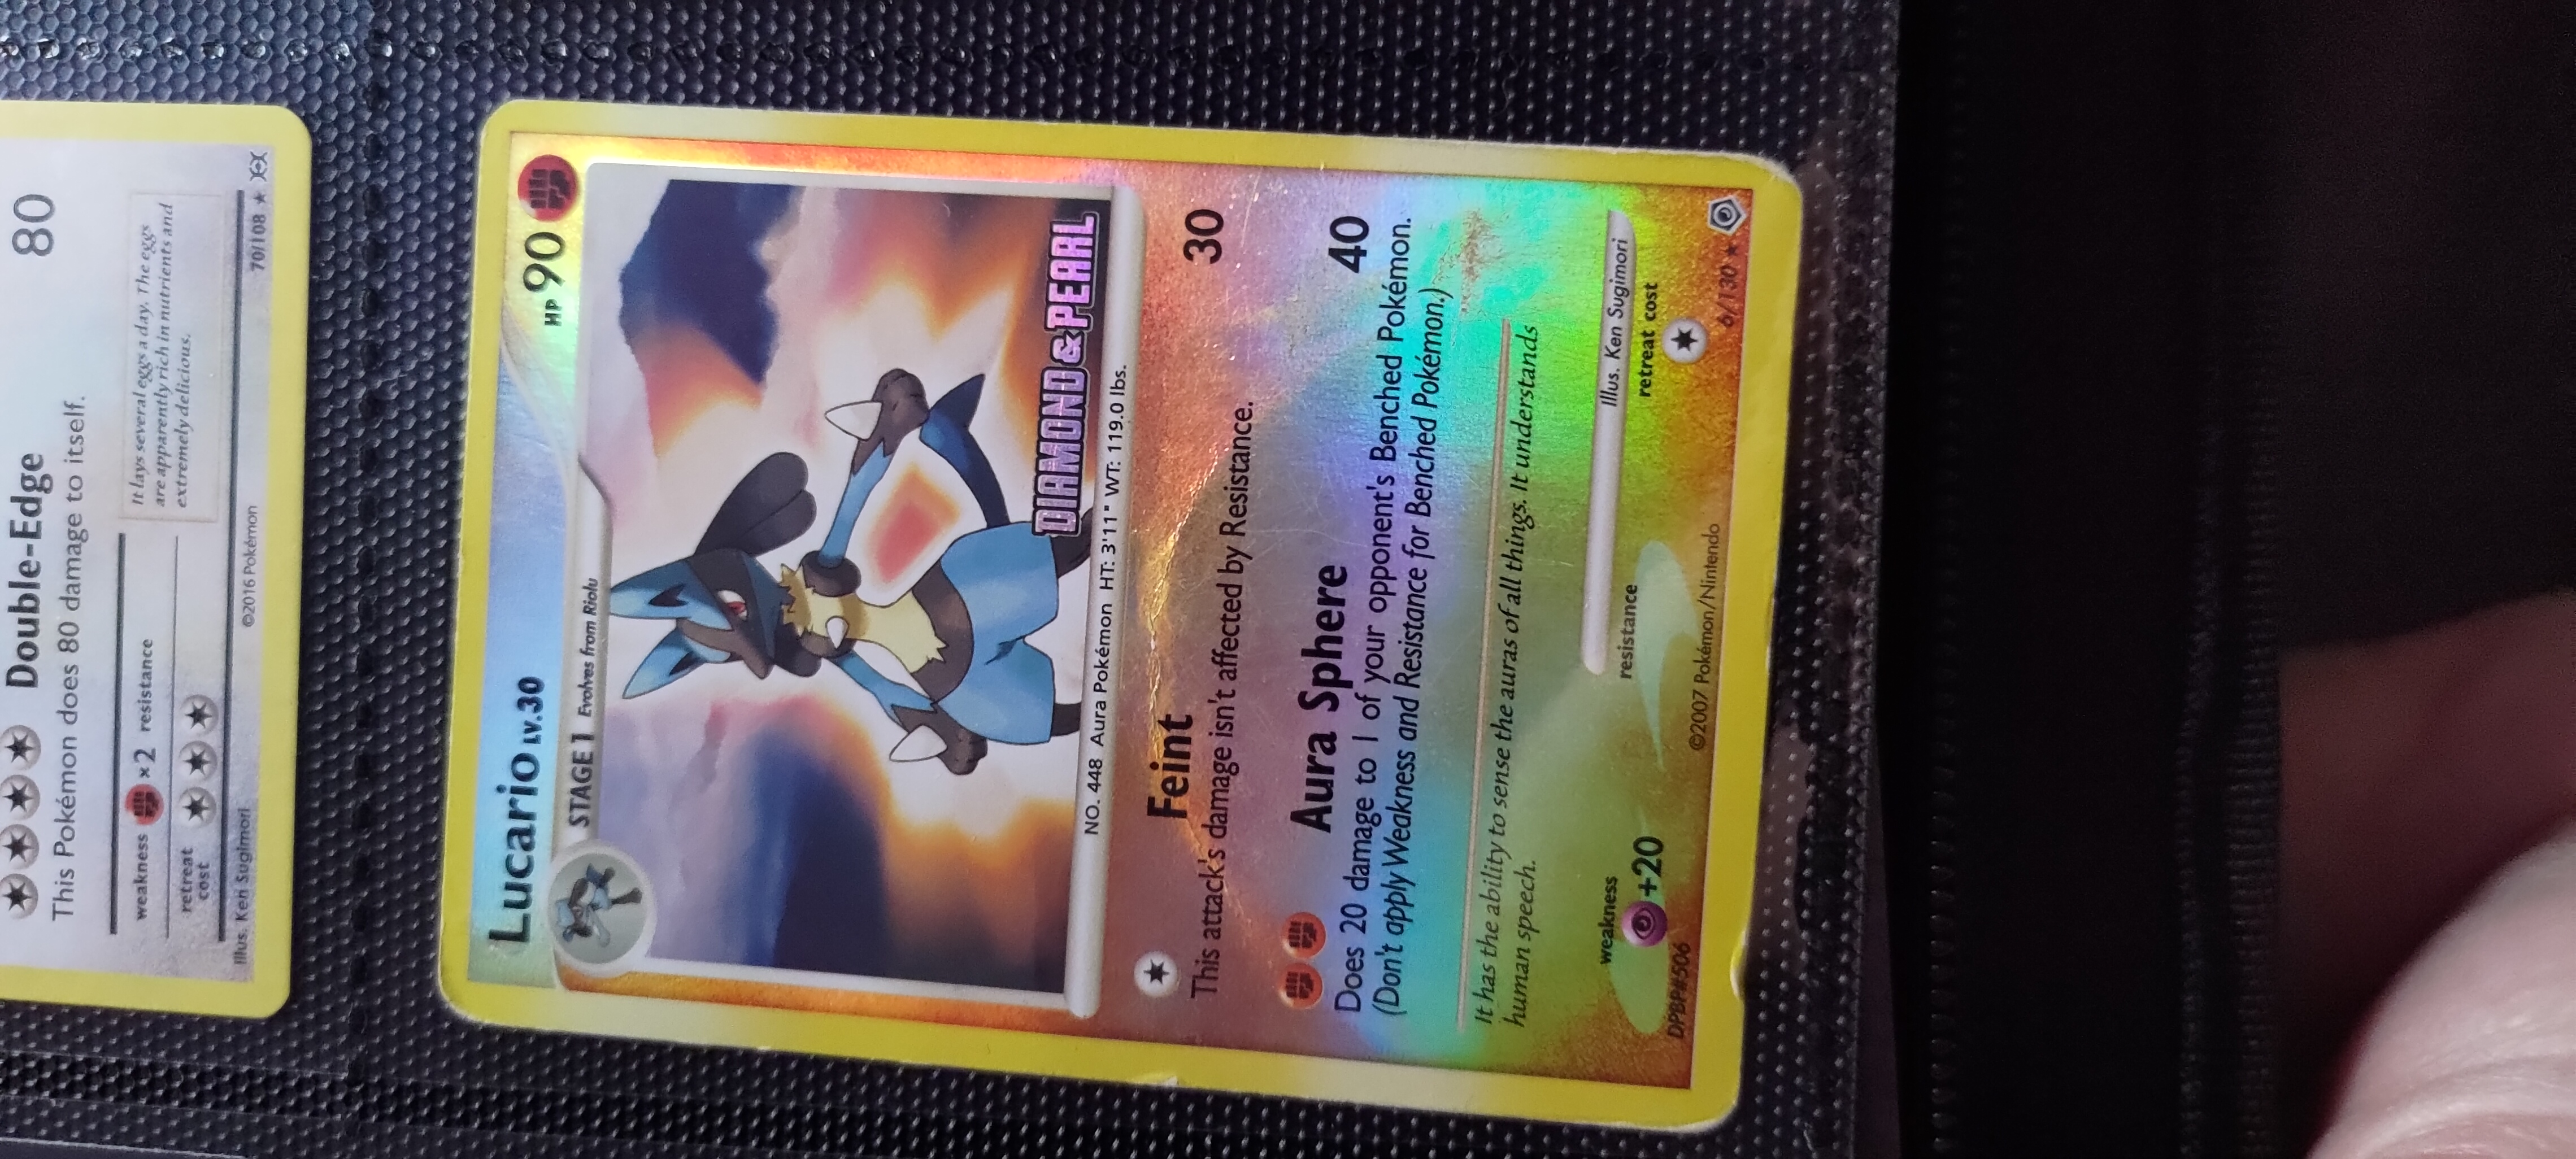 Lucario LV.30
HP 90
STAGE 1 Evolves from Riolu
DIAMOND & PEARL
NO. 448 Aura Pokémon HT: 3'11" WT: 119.0 lbs.
Feint 30
This attack's damage isn't affected by Resistance.
Aura Sphere 40
Does 20 damage to 1 of your opponent's Benched Pokémon.
(Don't apply Weakness and Resistance for Benched Pokémon.)
It has the ability to sense the auras of all things. It understands
human speech.
Illus. Ken Sugimori
weakness resistance retreat cost
+20
DPBP#506 ©2007 Pokémon/Nintendo 6/130
Double-Edge 80
This Pokémon does 80 damage to itself.
weakness ×2 resistance
retreat
cost
It lays several eggs a day. The eggs
are apparently rich in nutrients and
extremely delicious.
Illus. Ken Sugimori ©2016 Pokémon 70/108